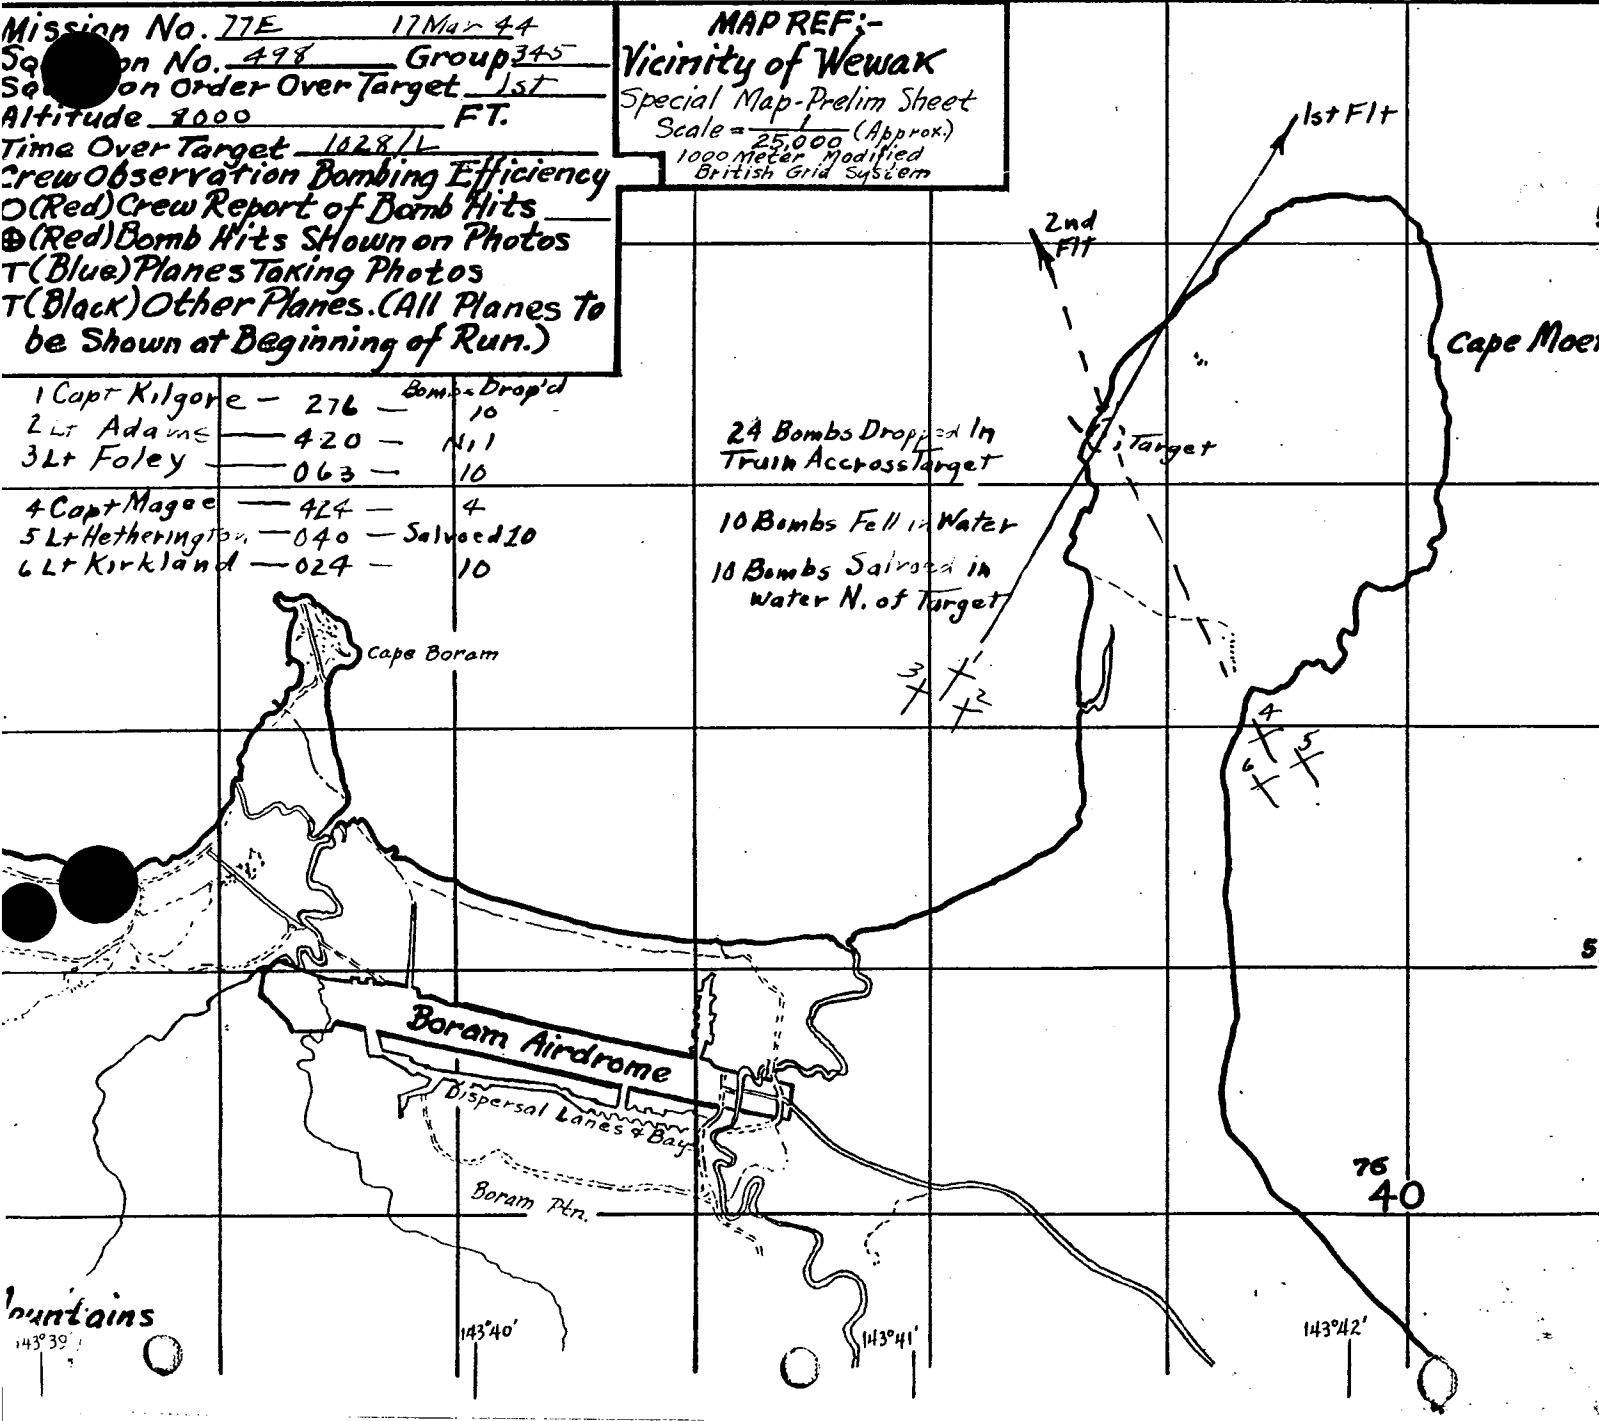 Mission No. 77E 17 Mar 44
No. 498 Group 345
Order Over Target 1st
Altitude 8000 FT.
Time Over Target 1028/L
Crew Observation Bombing Efficiency
O (Red) Crew Report of Bomb Hits
⊕ (Red) Bomb Hits Shown on Photos
T (Blue) Planes Taking Photos
T (Black) Other Planes. (All Planes To
be Shown at Beginning of Run.)
MAP REF:-
Vicinity of Wewak
Special Map-Prelim Sheet
Scale = 1/25,000 (Approx.)
1000 Meter Modified
British Grid System
1st Flt
2nd
Flt
Cape Moe
Bombs Drop'd
1 Capt Kilgore — 276 — 10
2 Lt Adams — 420 — Nil
3 Lt Foley — 063 — 10
4 Capt Magee — 424 — 4
5 Lt Hetherington — 040 — Salvoed 10
6 Lt Kirkland — 024 — 10
24 Bombs Dropped In
Train Accross Target
Target
10 Bombs Fell in Water
10 Bombs Salvoed in
Water N. of Target
Cape Boram
3
2
4
5
6
5
Boram Airdrome
Dispersal Lanes & Bay
Boram Ptn.
76
40
ountains
143°39'
143°40'
143°41'
143°42'